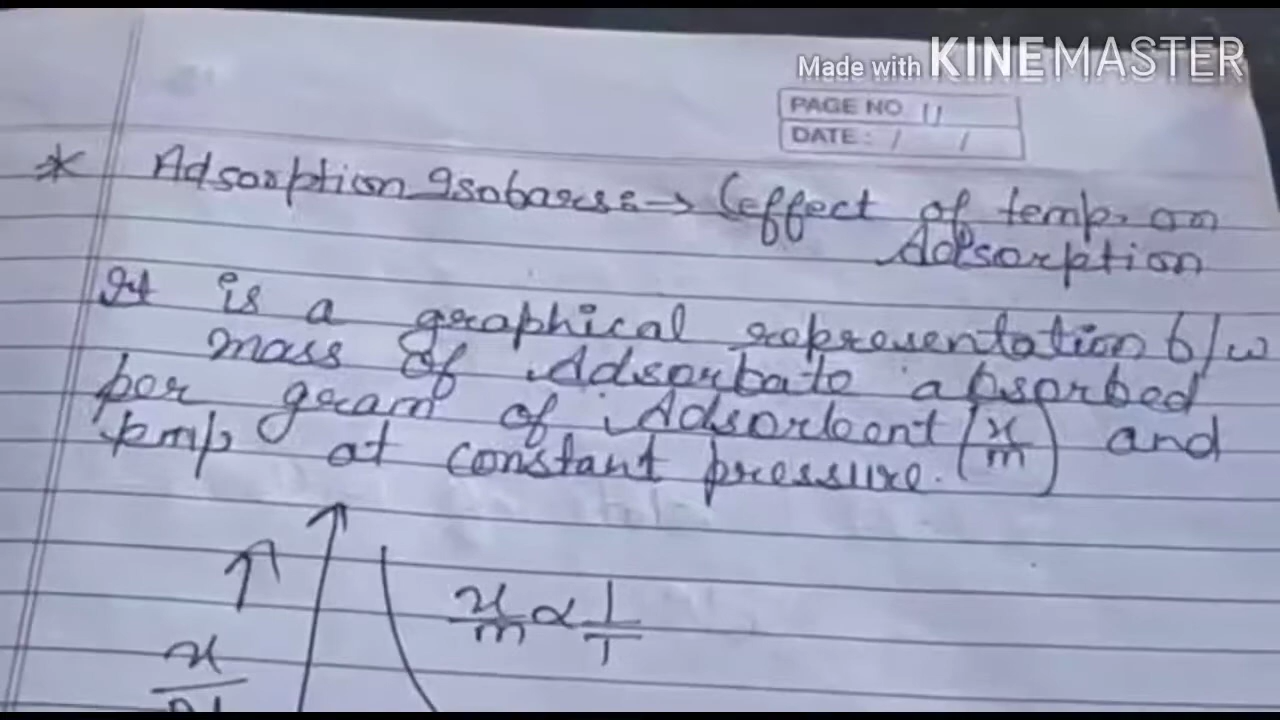 Made with KINEMASTER
PAGE NO. 11
DATE: / /
* Adsorption Isobars:→ (effect of temp. on
Adsorption
It is a graphical representation b/w
mass of Adsorbate absorbed
per gram of Adsorbent (x/m) and
temp at constant pressure.
x/m ∝ 1/T
x